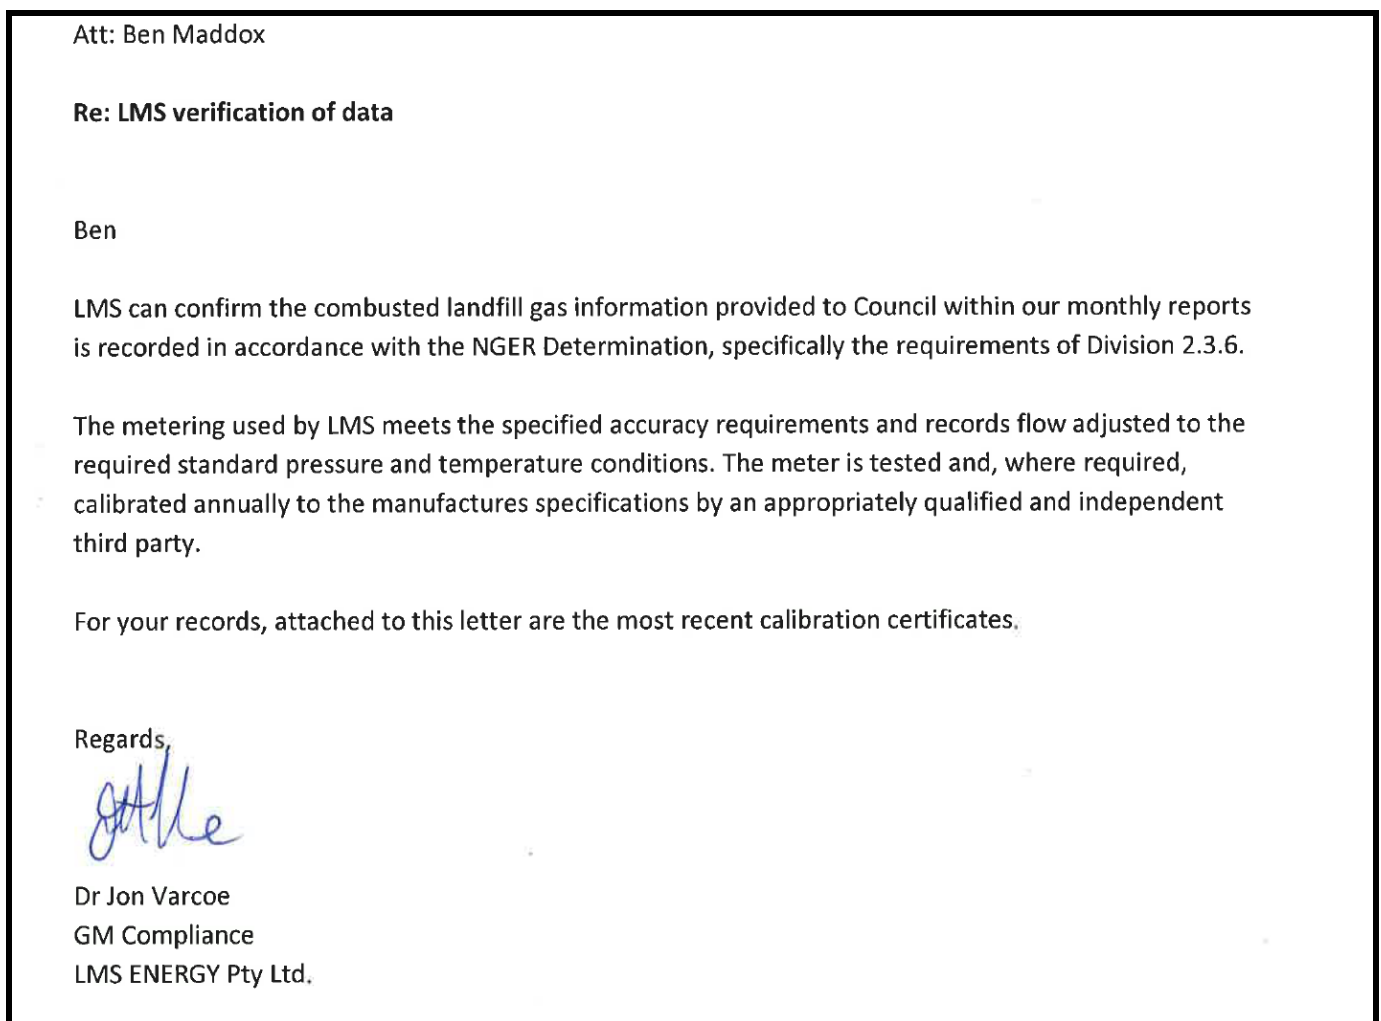 Att: Ben Maddox
Re: LMS verification of data
Ben
LMS can confirm the combusted landfill gas information provided to Council within our monthly reports
is recorded in accordance with the NGER Determination, specifically the requirements of Division 2.3.6.
The metering used by LMS meets the specified accuracy requirements and records flow adjusted to the
required standard pressure and temperature conditions. The meter is tested and, where required,
calibrated annually to the manufactures specifications by an appropriately qualified and independent
third party.
For your records, attached to this letter are the most recent calibration certificates.
Regards,
Dr Jon Varcoe
GM Compliance
LMS ENERGY Pty Ltd.